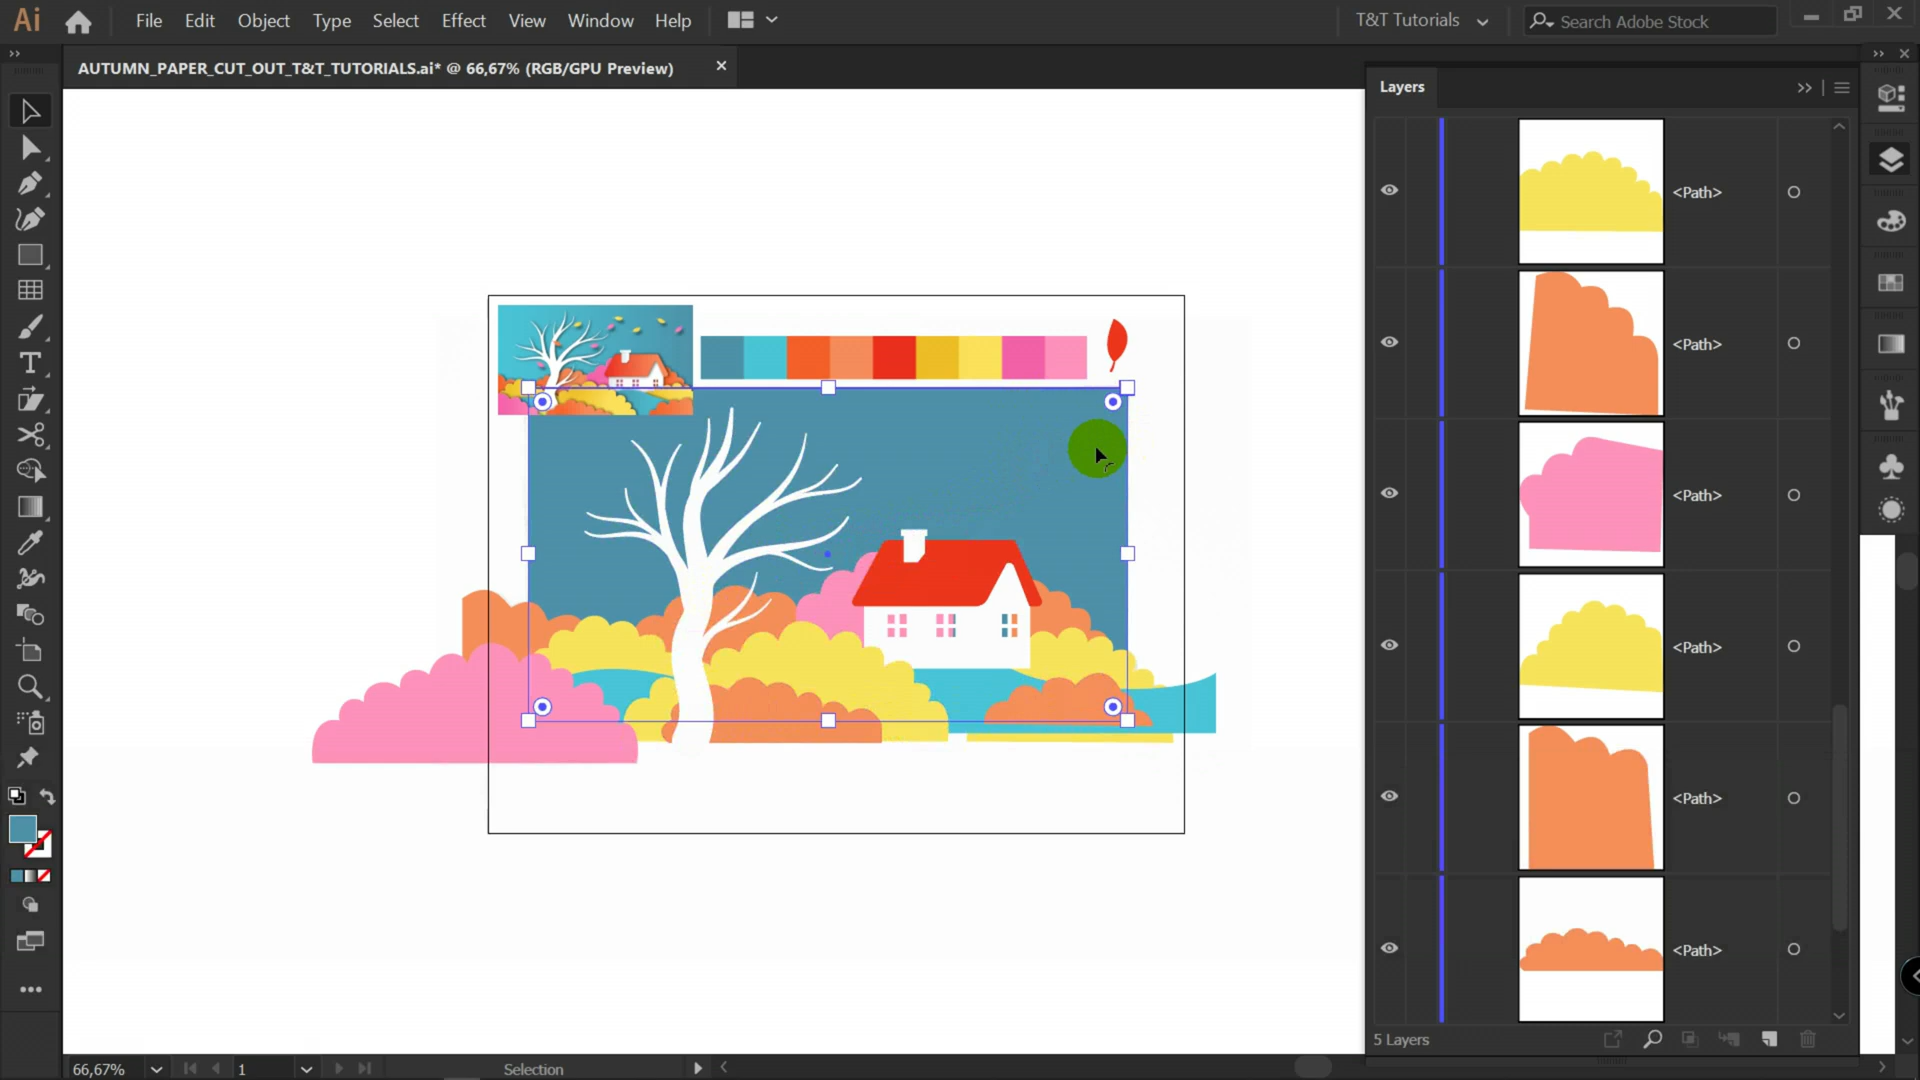 Ai File Edit Object Type Select Effect View Window Help T&T Tutorials Search Adobe Stock
AUTUMN_PAPER_CUT_OUT_T&T_TUTORIALS.ai* @ 66,67% (RGB/GPU Preview)
Layers
<Path>
<Path>
<Path>
<Path>
<Path>
<Path>
5 Layers
66,67% 1 Selection